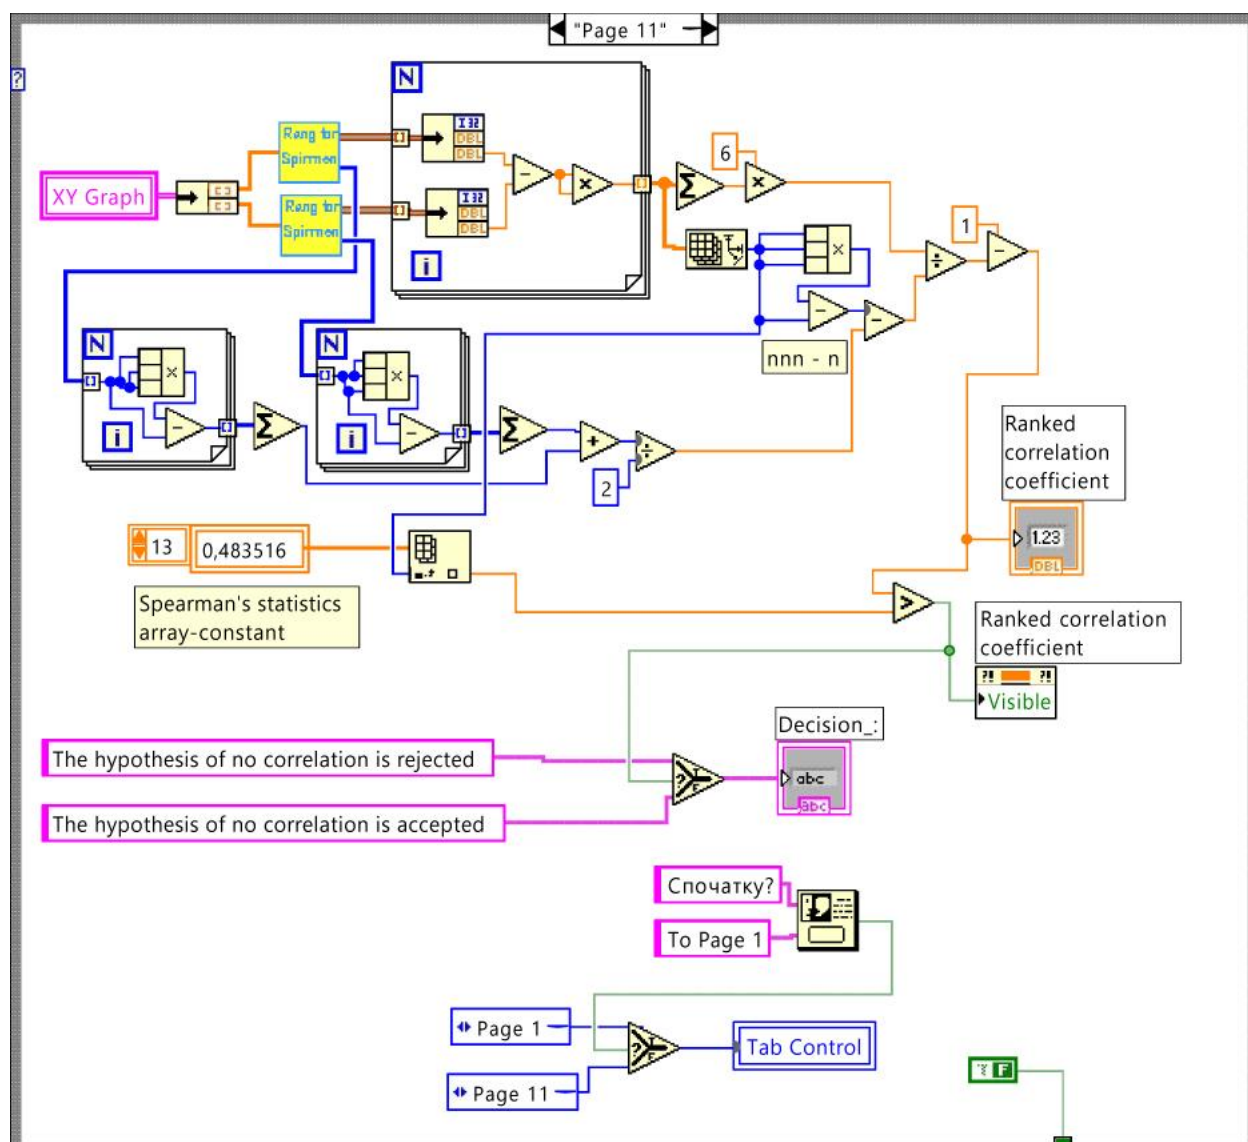 "Page 11"
?
N
Rang for
Spirmen
I32
DBL
DBL
6
XY Graph
Rang for
Spirmen
I32
DBL
DBL
1
i
N
N
nnn - n
i
i
2
Ranked
correlation
coefficient
13
0,483516
1.23
DBL
Spearman's statistics
array-constant
Ranked correlation
coefficient
?! ?!
Visible
Decision_:
The hypothesis of no correlation is rejected
? T F
abc
abc
The hypothesis of no correlation is accepted
Спочатку?
To Page 1
Page 1
? T F
Tab Control
Page 11
F